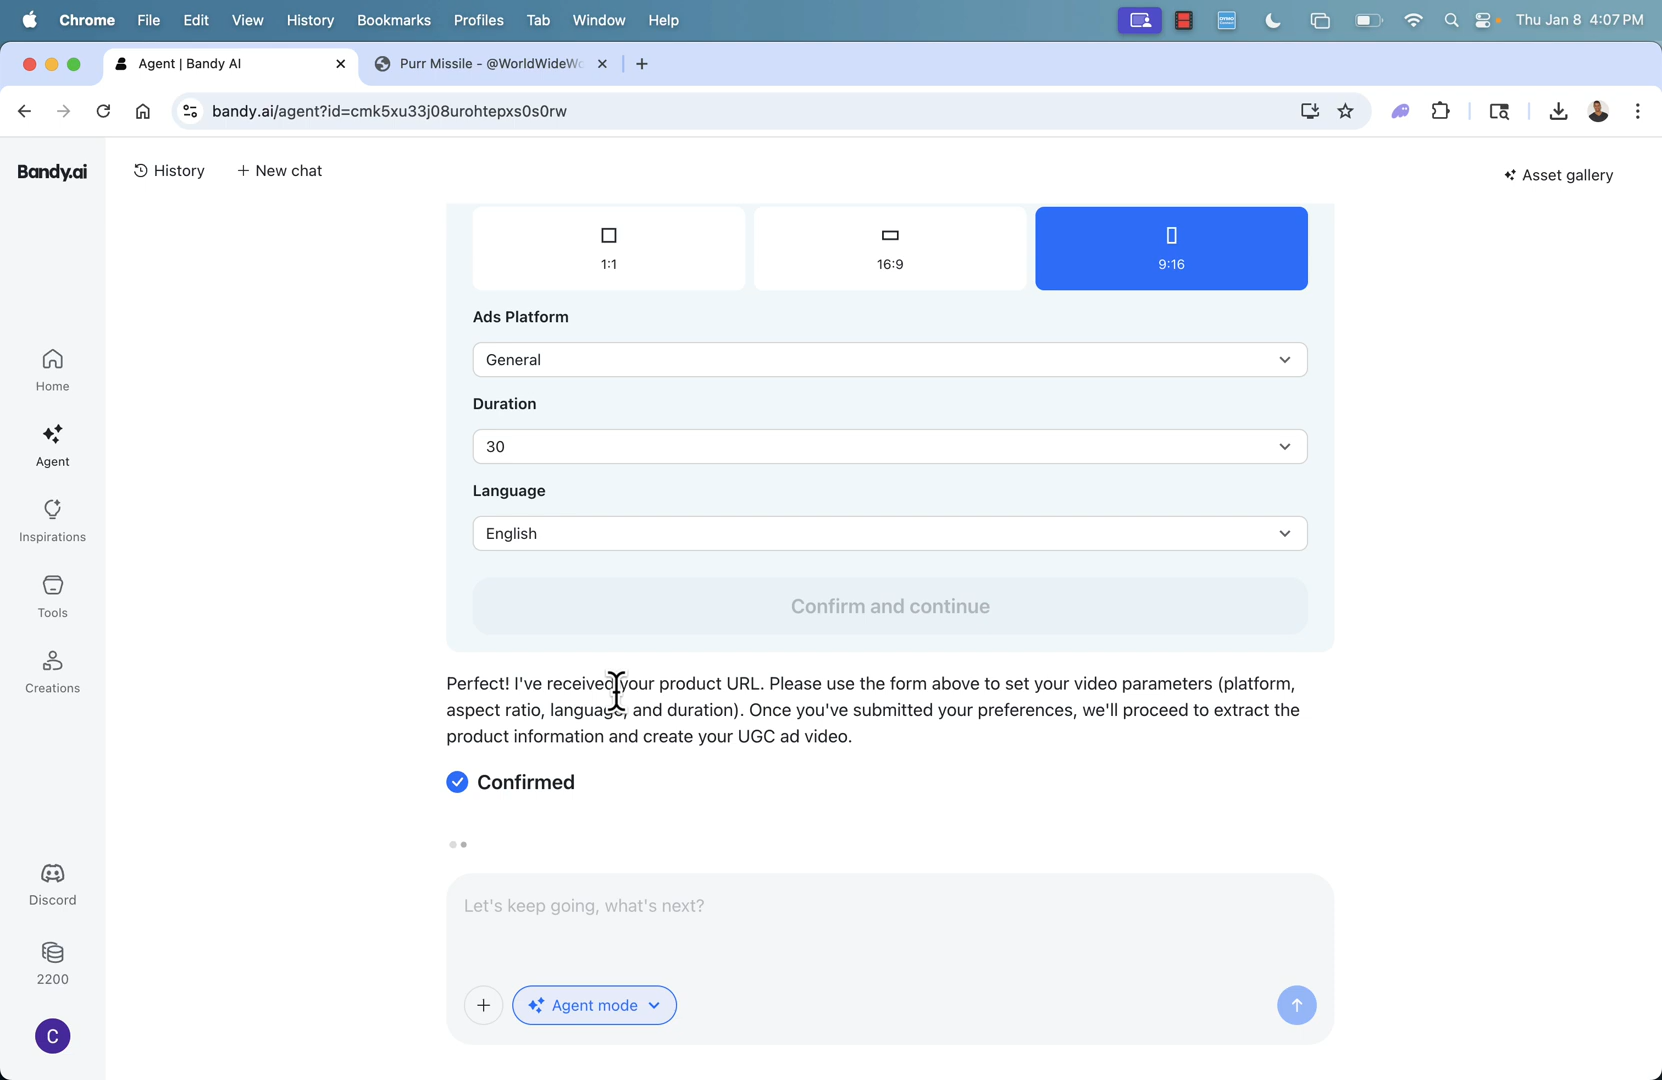 Chrome File Edit View History Bookmarks Profiles Tab Window Help Thu Jan 8 4:07 PM
Agent | Bandy AI Purr Missile - @WorldWideWe
bandy.ai/agent?id=cmk5xu33j08urohtepxs0s0rw
Bandy.ai
History
New chat
Asset gallery
1:1
16:9
9:16
Ads Platform
General
Duration
30
Language
English
Confirm and continue
Perfect! I've received your product URL. Please use the form above to set your video parameters (platform,
aspect ratio, language, and duration). Once you've submitted your preferences, we'll proceed to extract the
product information and create your UGC ad video.
Confirmed
Let's keep going, what's next?
Agent mode
Home
Agent
Inspirations
Tools
Creations
Discord
2200
C